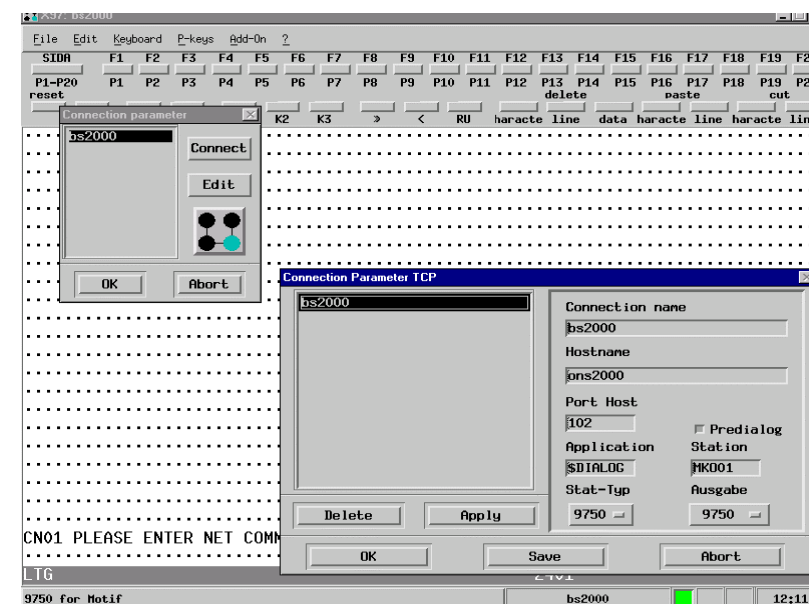 X97: bs2000
File Edit Keyboard P-keys Add-On ?
SIDA F1 F2 F3 F4 F5 F6 F7 F8 F9 F10 F11 F12 F13 F14 F15 F16 F17 F18 F19 F2
P1-P20 P1 P2 P3 P4 P5 P6 P7 P8 P9 P10 P11 P12 P13 P14 P15 P16 P17 P18 P19 P2
reset delete paste cut
K2 K3 » < RU haracte line data haracte line haracte lin
Connection parameter
bs2000
Connect
Edit
OK Abort
Connection Parameter TCP
bs2000
Connection name
bs2000
Hostname
ons2000
Port Host
102
Predialog
Application Station
$DIALOG MK001
Stat-Typ Ausgabe
9750 9750
Delete Apply
OK Save Abort
CN01 PLEASE ENTER NET COMM
LTG
9750 for Motif bs2000 12:11